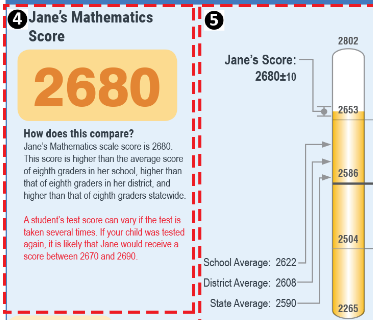 4
Jane's Mathematics
Score
2680
How does this compare?
Jane's Mathematics scale score is 2680.
This score is higher than the average score
of eighth graders in her school, higher than
that of eighth graders in her district, and
higher than that of eighth graders statewide.
A student's test score can vary if the test is
taken several times. If your child was tested
again, it is likely that Jane would receive a
score between 2670 and 2690.
5
2802
Jane's Score:
2680±10
2653
2586
2504
School Average: 2622
District Average: 2608
State Average: 2590
2265